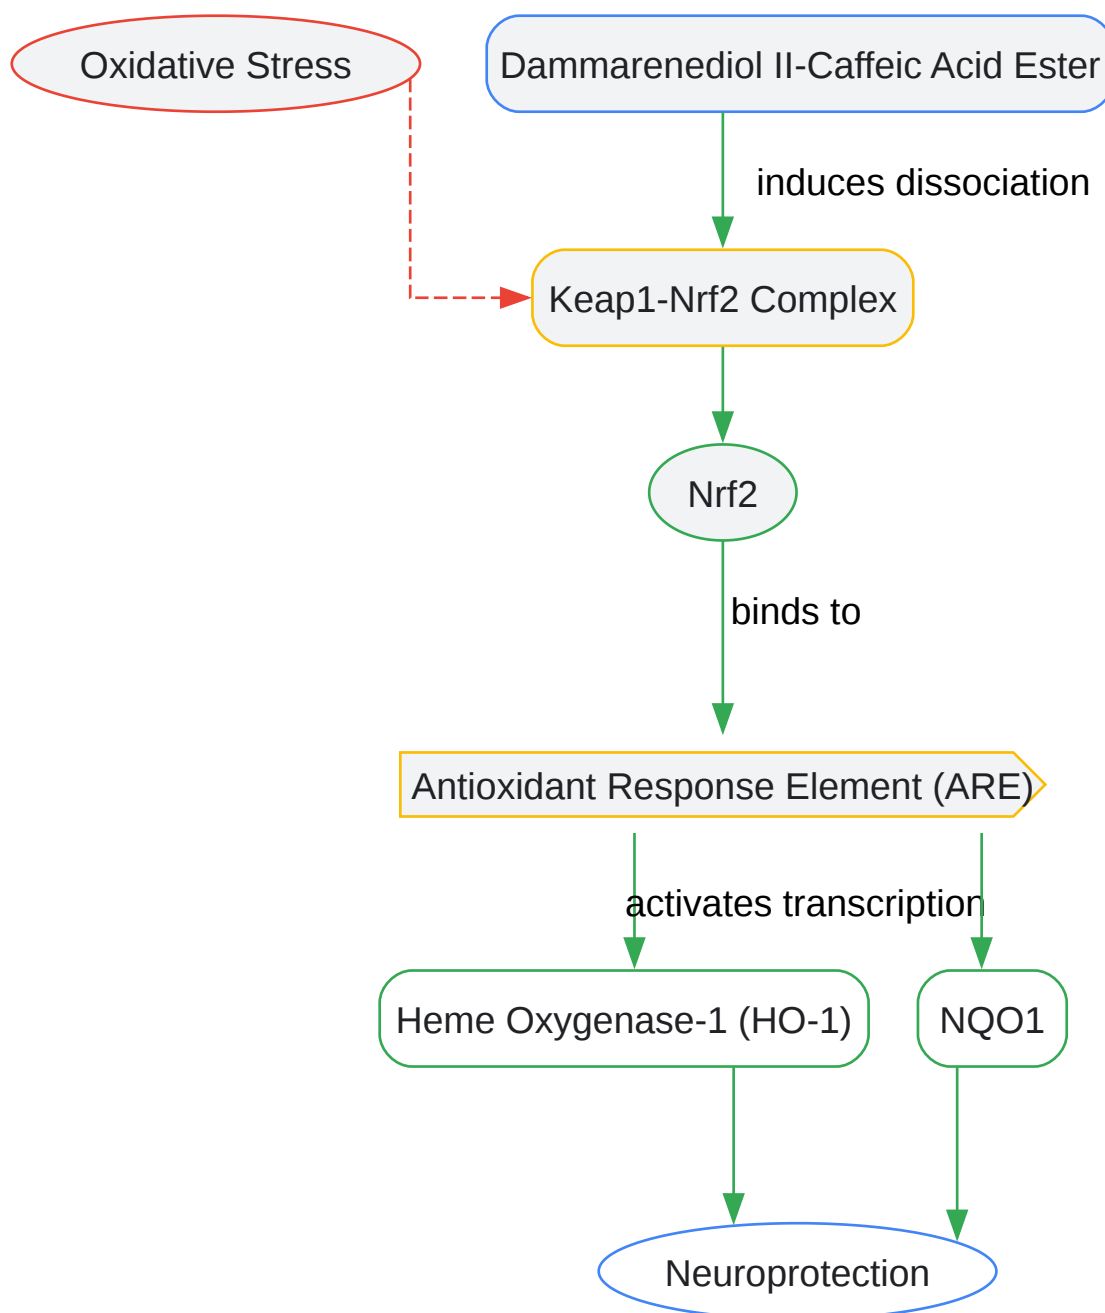 Oxidative Stress
Dammarenediol II-Caffeic Acid Ester
induces dissociation
Keap1-Nrf2 Complex
Nrf2
binds to
Antioxidant Response Element (ARE)
activates transcription
Heme Oxygenase-1 (HO-1)
NQO1
Neuroprotection